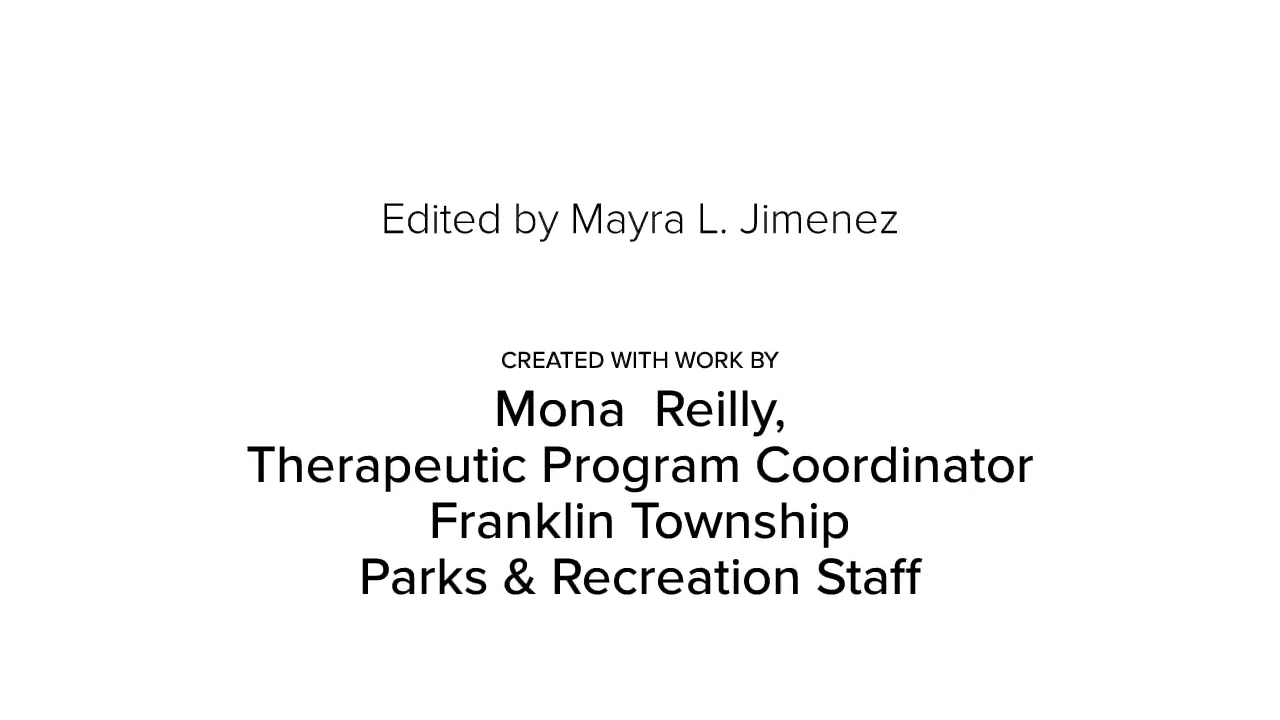 Edited by Mayra L. Jimenez
CREATED WITH WORK BY
Mona  Reilly,
Therapeutic Program Coordinator
Franklin Township
Parks & Recreation Staff